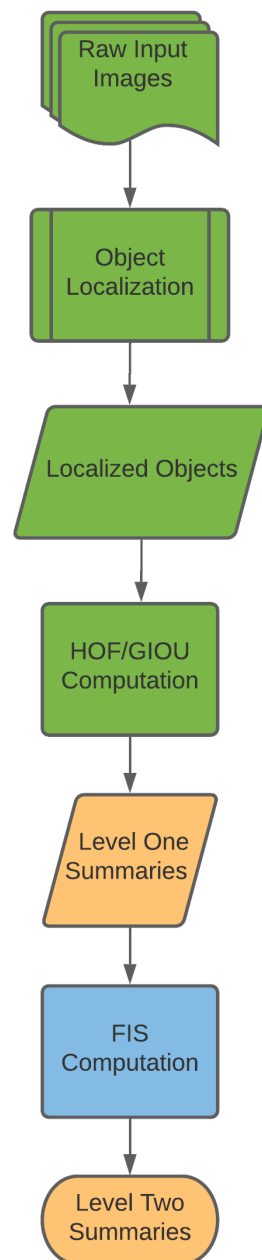 Raw Input
Images
Object
Localization
Localized Objects
HOF/GIOU
Computation
Level One
Summaries
FIS
Computation
Level Two
Summaries